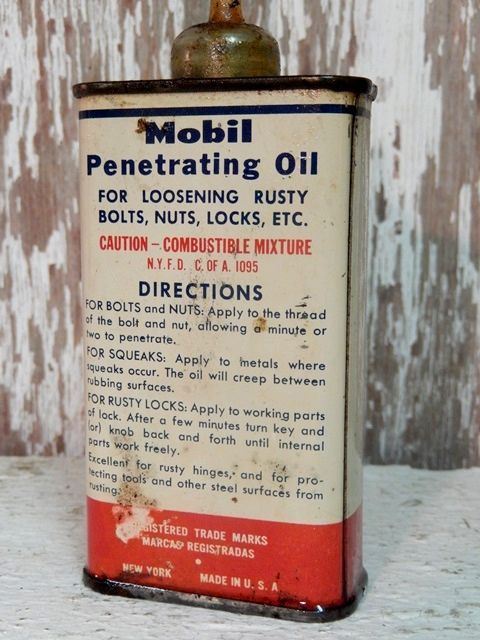 Mobil
Penetrating Oil
FOR LOOSENING RUSTY
BOLTS, NUTS, LOCKS, ETC.
CAUTION - COMBUSTIBLE MIXTURE
N.Y.F.D. C. OF A. 1095
DIRECTIONS
FOR BOLTS and NUTS: Apply to the thread
of the bolt and nut, allowing a minute or
two to penetrate.
FOR SQUEAKS: Apply to metals where
squeaks occur. The oil will creep between
rubbing surfaces.
FOR RUSTY LOCKS: Apply to working parts
of lock. After a few minutes turn key and
(or) knob back and forth until internal
parts work freely.
Excellent for rusty hinges, and for pro-
tecting tools and other steel surfaces from
rusting.
GISTERED TRADE MARKS
MARCAS REGISTRADAS
NEW YORK MADE IN U.S.A